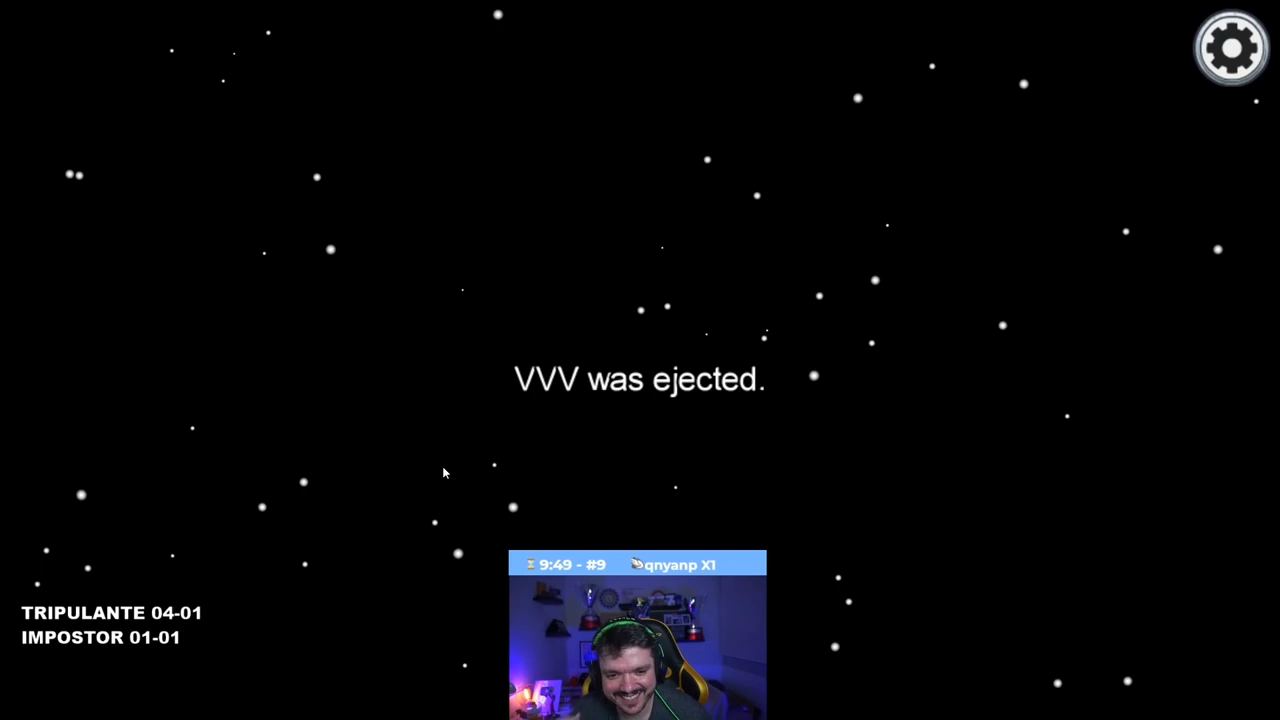 VVV was ejected.
9:49 - #9 qnyanp X1
TRIPULANTE 04-01
IMPOSTOR 01-01